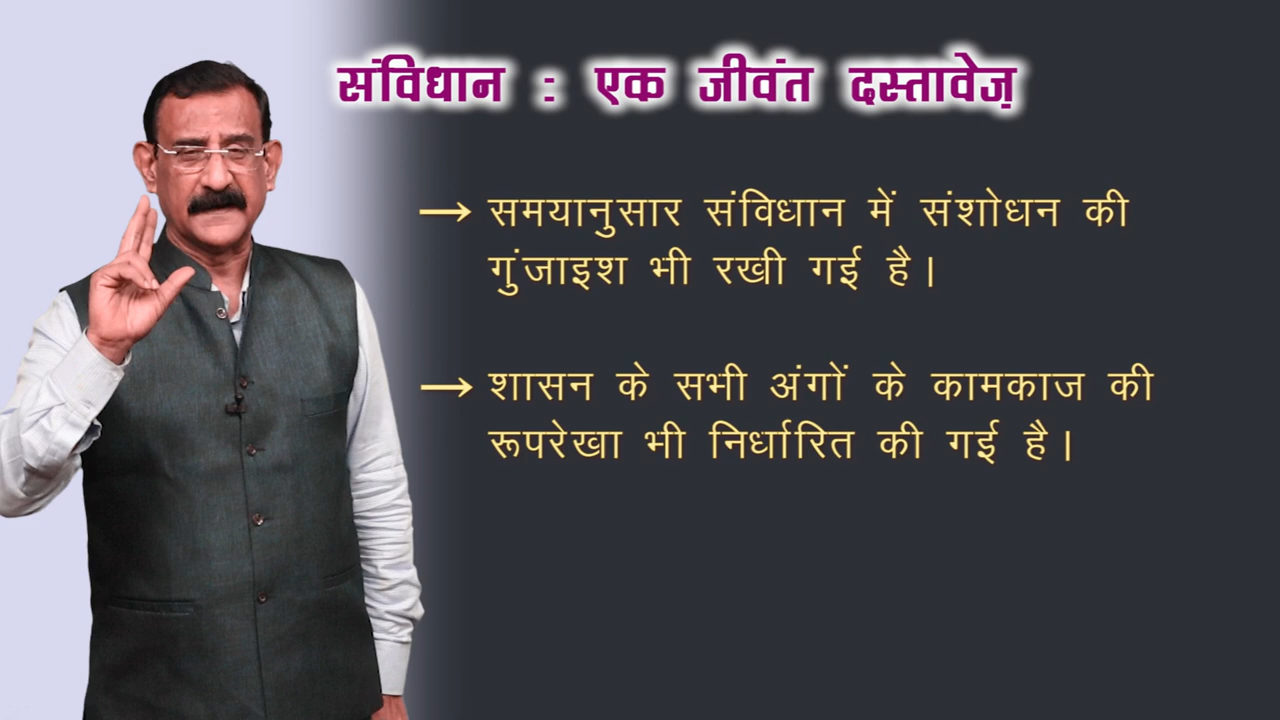 संविधान : एक जीवंत दस्तावेज़
→ समयानुसार संविधान में संशोधन की
गुंजाइश भी रखी गई है।
→ शासन के सभी अंगों के कामकाज की
रूपरेखा भी निर्धारित की गई है।